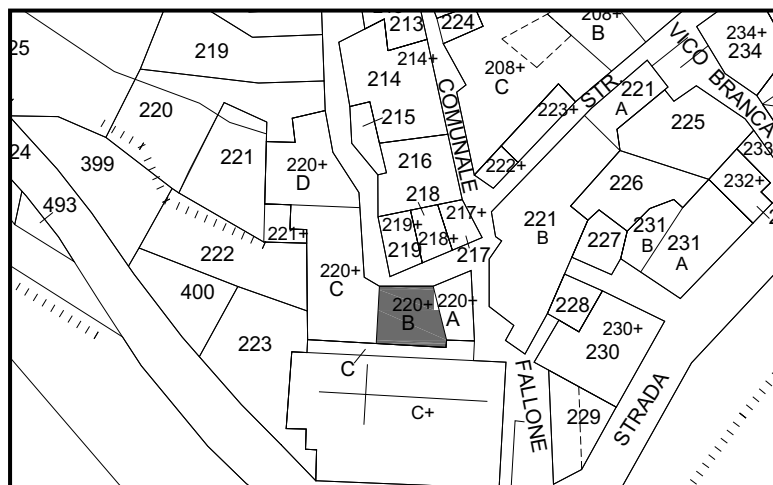 213
224
208+
B
234+
234
VICO BRANCA
25
219
214+
214
208+
C
STR.
221
A
220
215
COMUNALE
223+
225
24
399
221
220+
D
216
222+
233
232+
493
218
217+
226
221+
219+
219
218+
217
221
B
227
231
B
231
A
222
220+
C
400
220+
B
220+
A
228
230+
230
223
C
C+
FALLONE
229
STRADA